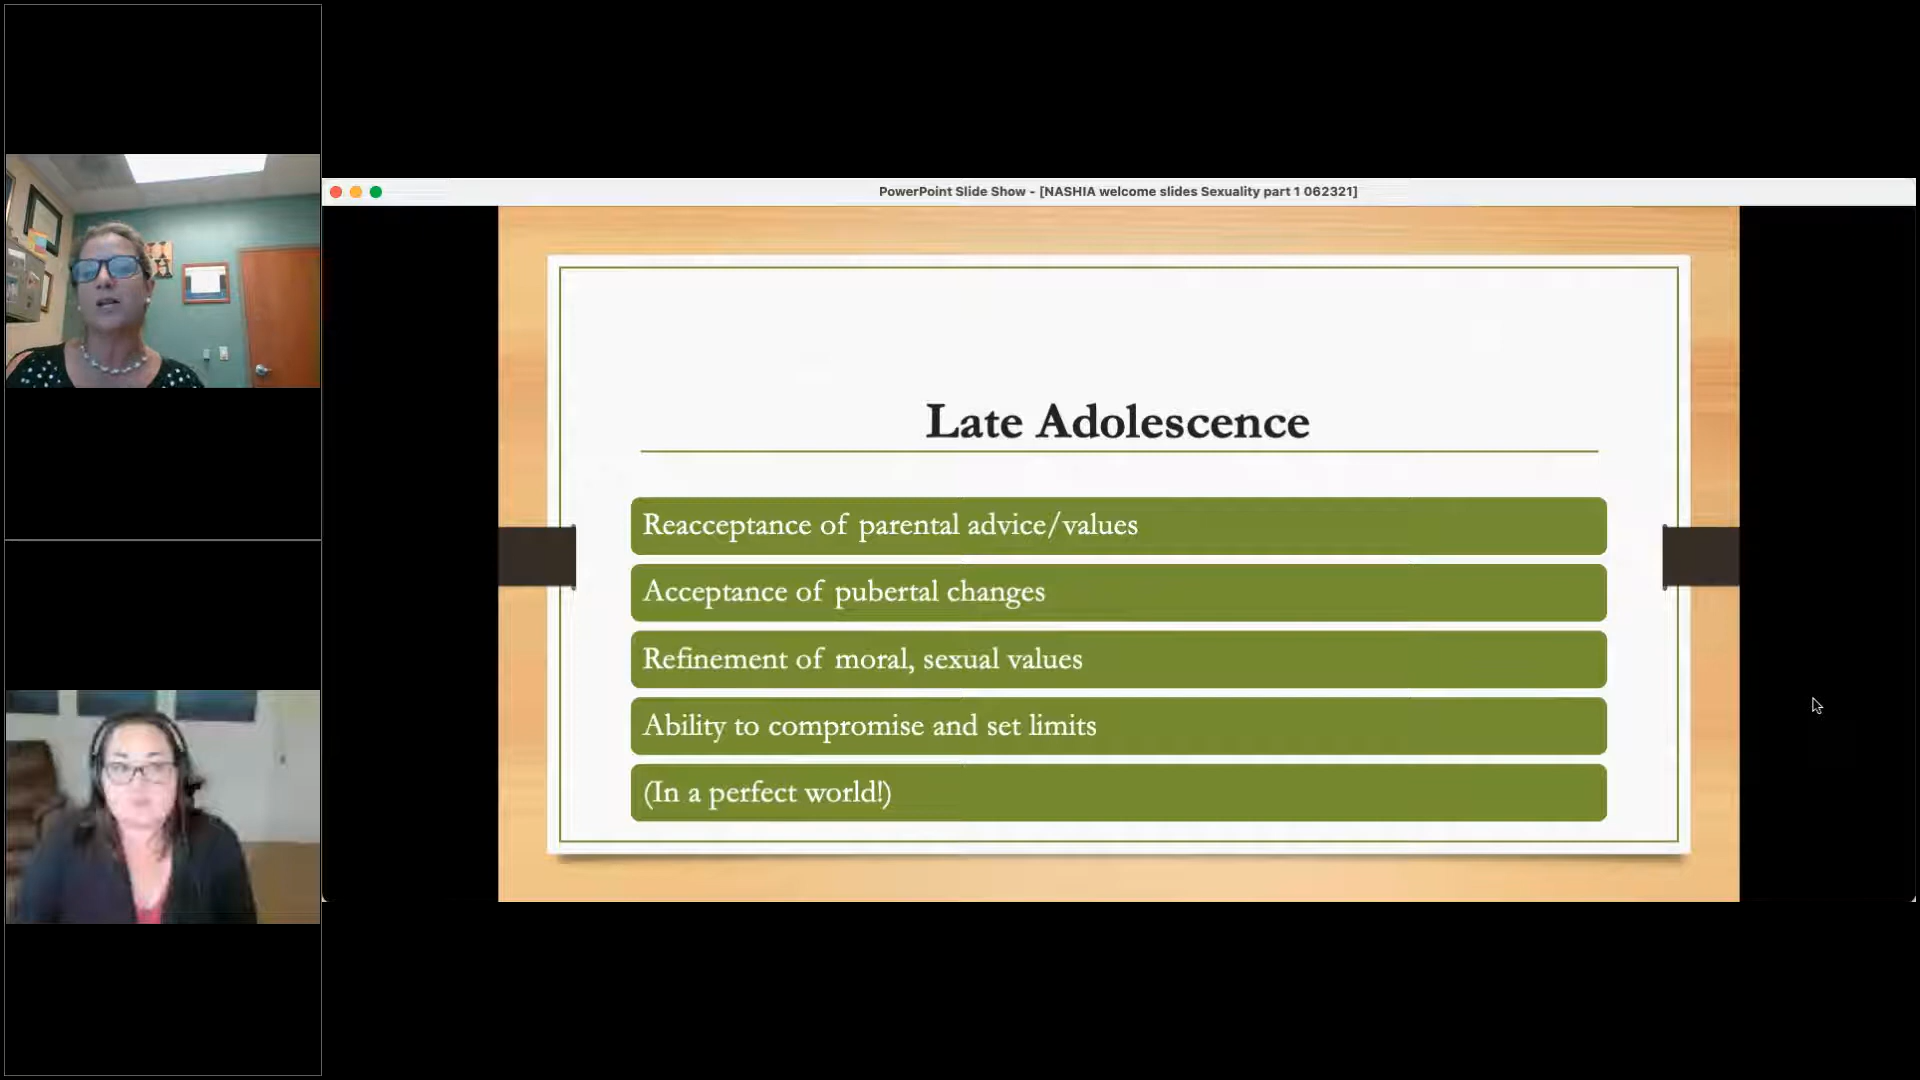 PowerPoint Slide Show - [NASHIA welcome slides Sexuality part 1 062321]
Late Adolescence
Reacceptance of parental advice/values
Acceptance of pubertal changes
Refinement of moral, sexual values
Ability to compromise and set limits
(In a perfect world!)